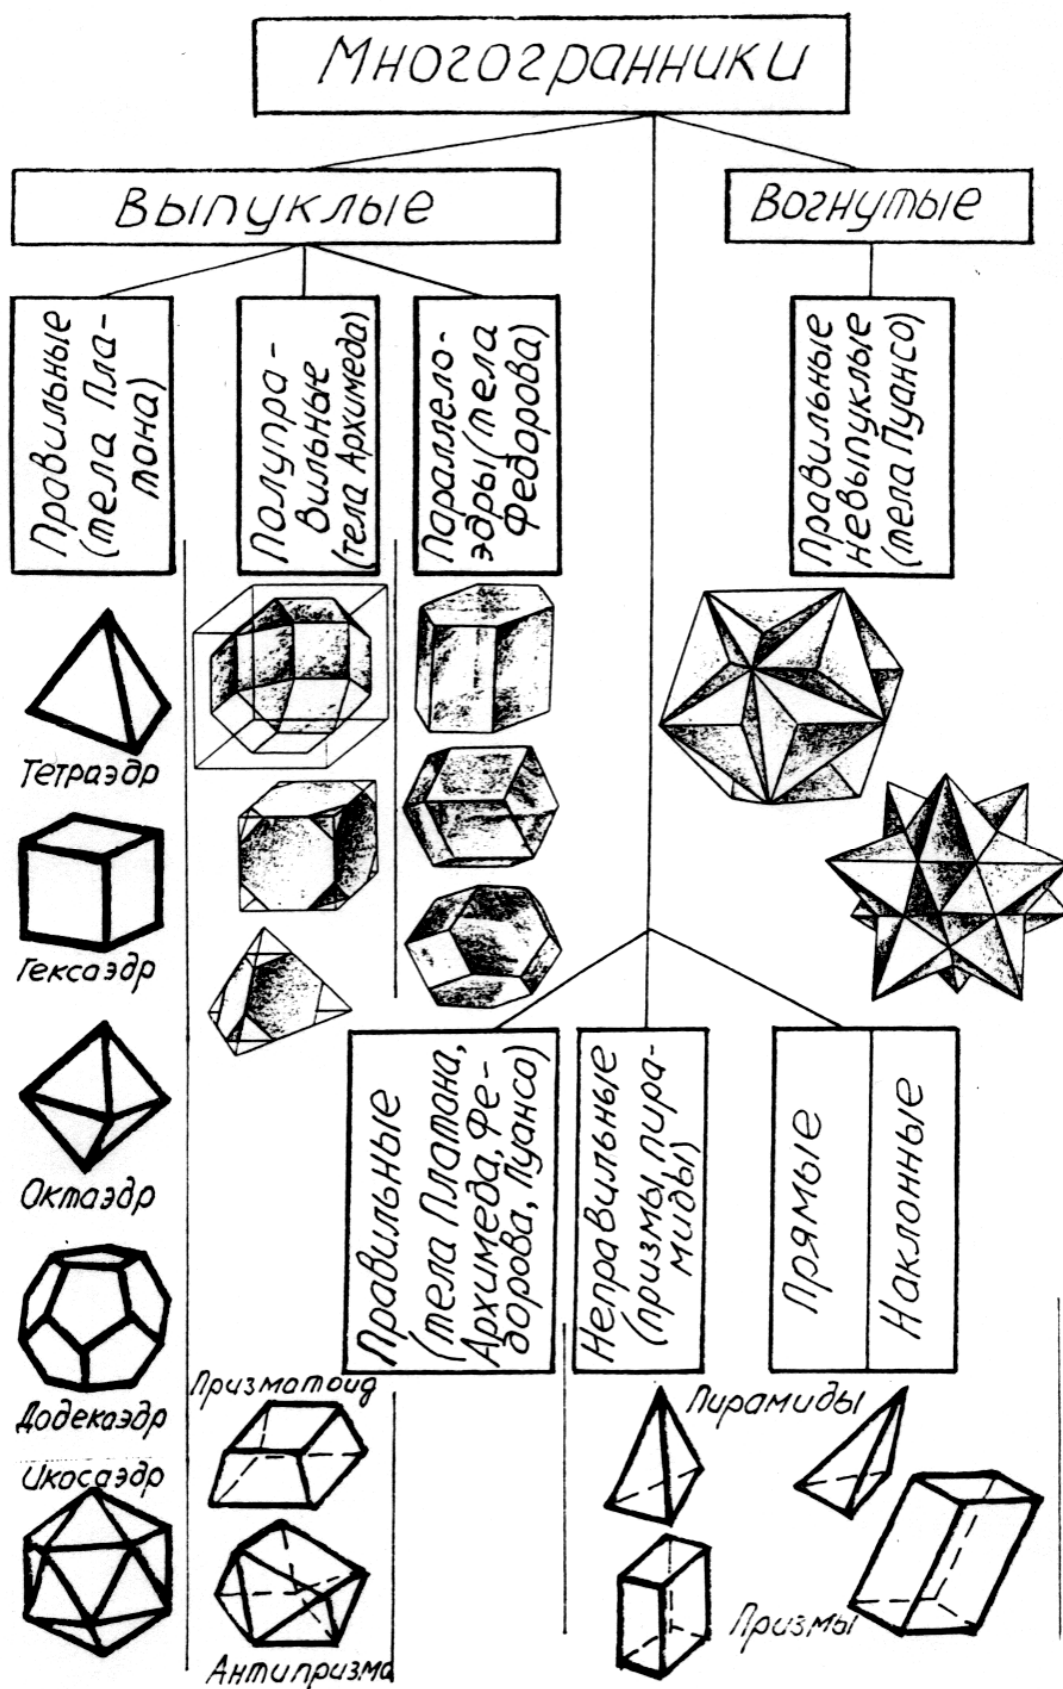 Многогранники
Выпуклые
Вогнутые
Правильные
(тела Пла-
тона)
Полупра-
вильные
(тела Архимеда)
Параллело-
эдры(тела
Федорова)
Правильные
невыпуклые
(тела Пуансо)
Тетраэдр
Гексаэдр
Октаэдр
Додекаэдр
Икосаэдр
Правильные
(тела Платона,
Архимеда, Фе-
дорова, Пуансо)
Неправильные
(призмы, пира-
миды)
Прямые
Наклонные
Призматоид
Антипризма
Пирамиды
Призмы